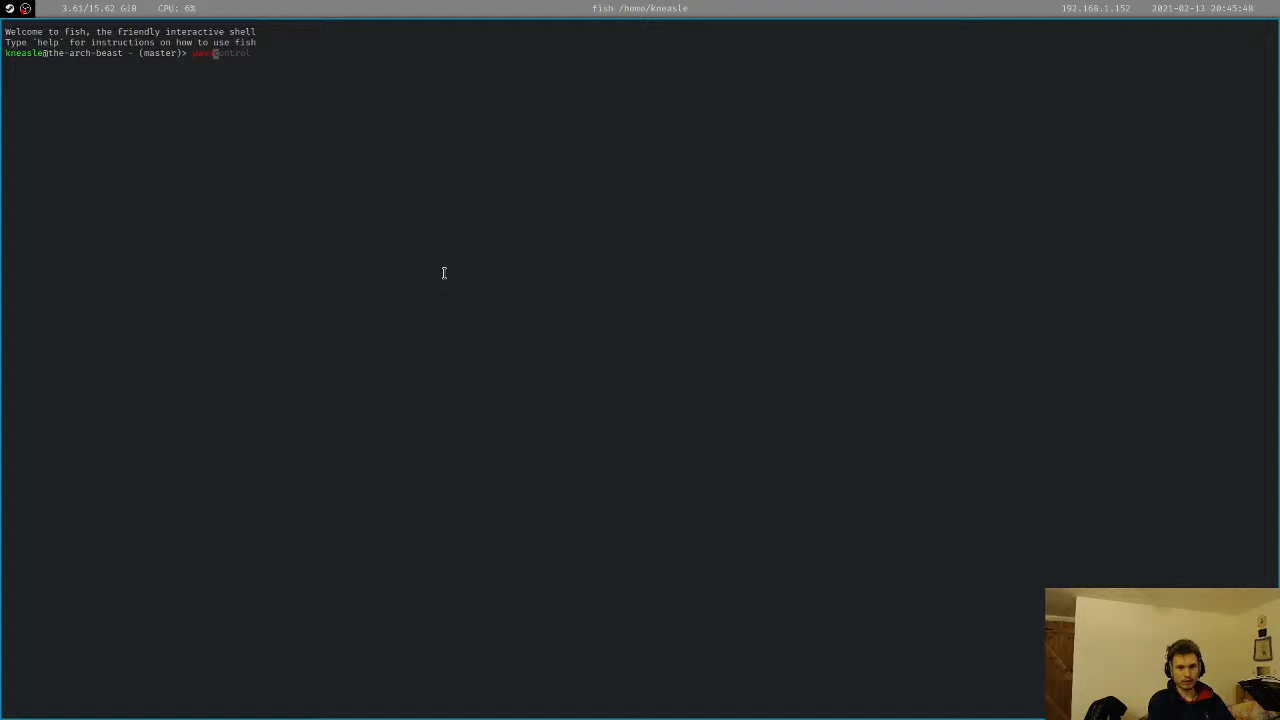 3.61/15.62 GiB CPU: 6% fish /home/kneasle 192.168.1.152 2021-02-13 20:45:48
Welcome to fish, the friendly interactive shell
Type `help` for instructions on how to use fish
kneasle@the-arch-beast ~ (master)> pavucontrol